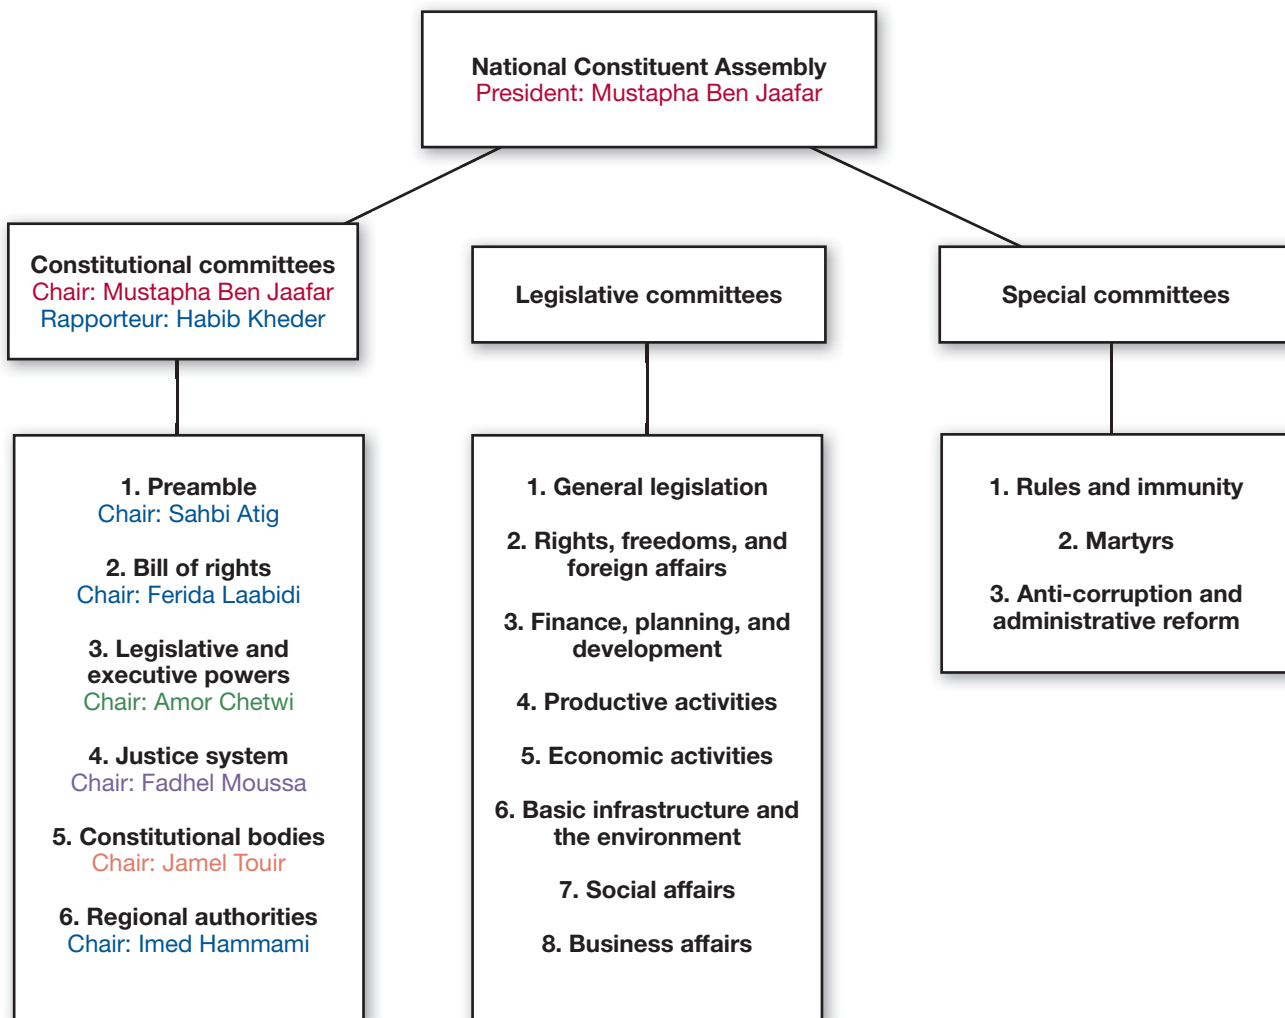 National Constituent Assembly
President: Mustapha Ben Jaafar
Constitutional committees
Chair: Mustapha Ben Jaafar
Rapporteur: Habib Kheder
Legislative committees
Special committees
1. Preamble
Chair: Sahbi Atig
2. Bill of rights
Chair: Ferida Laabidi
3. Legislative and
executive powers
Chair: Amor Chetwi
4. Justice system
Chair: Fadhel Moussa
5. Constitutional bodies
Chair: Jamel Touir
6. Regional authorities
Chair: Imed Hammami
1. General legislation
2. Rights, freedoms, and
foreign affairs
3. Finance, planning, and
development
4. Productive activities
5. Economic activities
6. Basic infrastructure and
the environment
7. Social affairs
8. Business affairs
1. Rules and immunity
2. Martyrs
3. Anti-corruption and
administrative reform